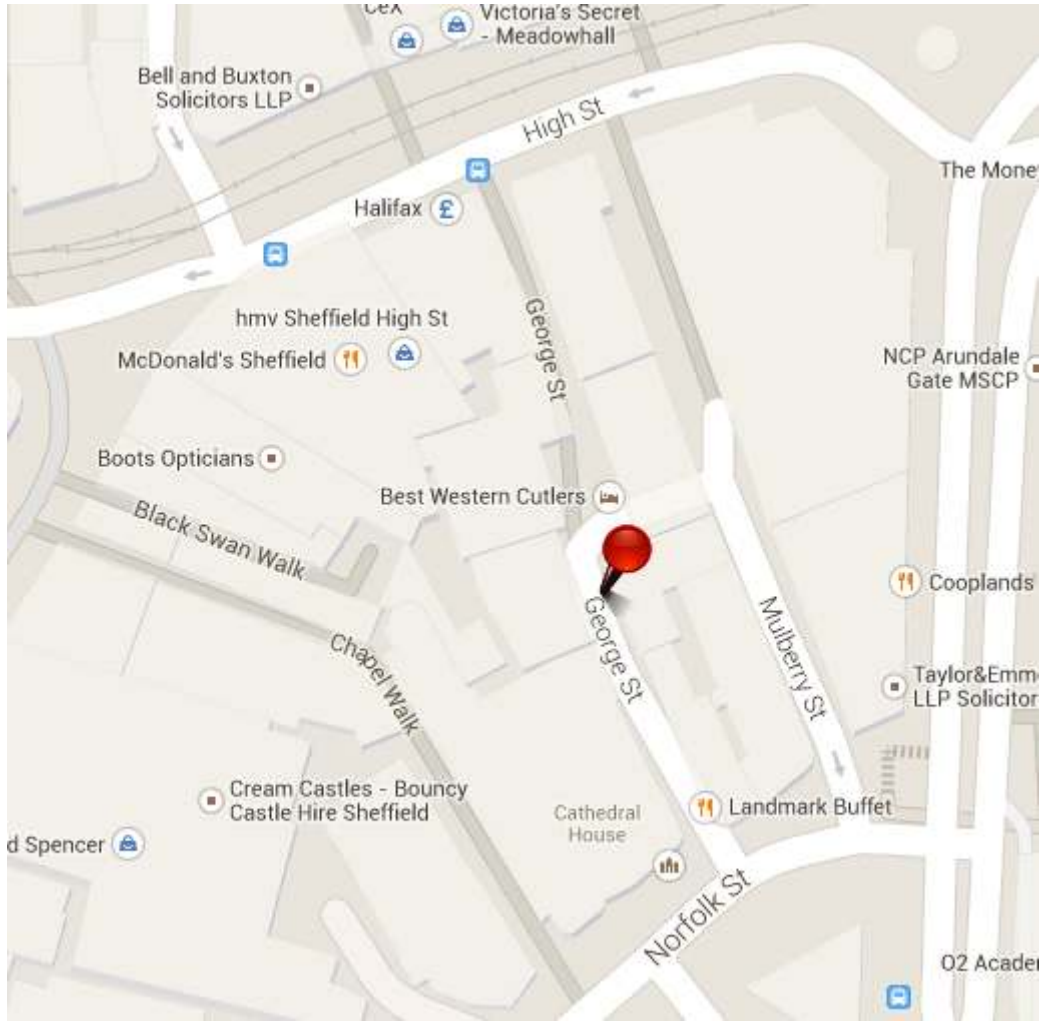 CeX
Victoria's Secret
- Meadowhall
Bell and Buxton
Solicitors LLP
High St
The Mone
Halifax
£
George St
hmv Sheffield High St
McDonald's Sheffield
NCP Arundale
Gate MSCP
Boots Opticians
Best Western Cutlers
Black Swan Walk
Cooplands
George St
Mulberry St
Chapel Walk
Taylor&Emm
LLP Solicitor
Cream Castles - Bouncy
Castle Hire Sheffield
Landmark Buffet
Cathedral
House
d Spencer
Norfolk St
O2 Acade